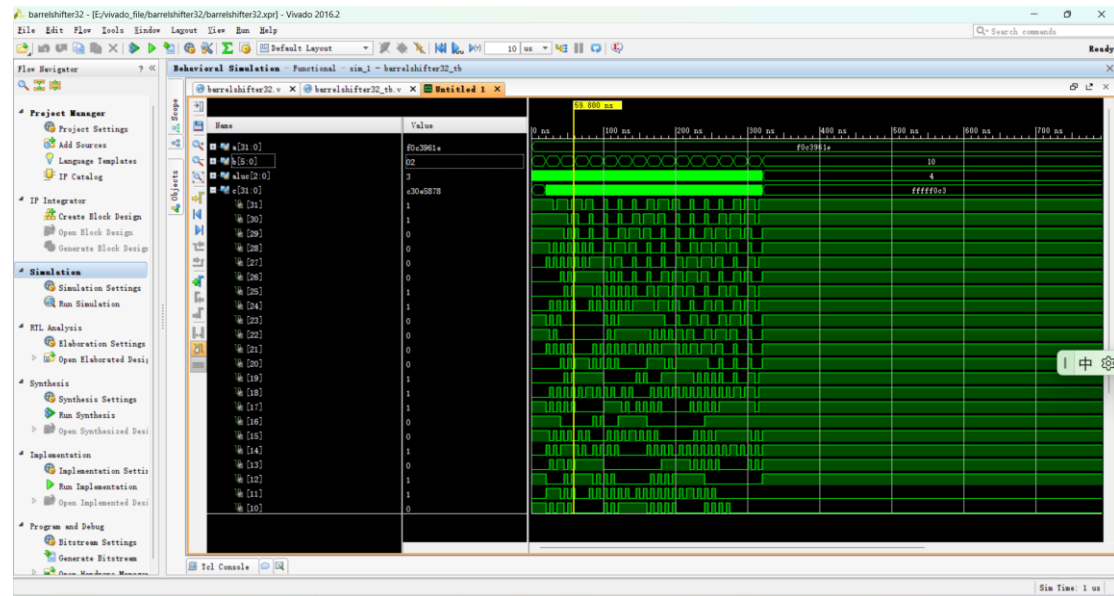 barrelshifter32 - [E:/vivado_file/barrelshifter32/barrelshifter32.xpr] - Vivado 2016.2
File Edit Flow Tools Window Layout View Run Help
Q- Search commands
Default Layout 10 us
Ready
Flow Navigator ? «
Behavioral Simulation - Functional - sim_1 - barrelshifter32_tb
barrelshifter32.v × barrelshifter32_tb.v × Untitled 1 ×
Scope
Objects
Project Manager
Project Settings
Add Sources
Language Templates
IP Catalog
IP Integrator
Create Block Design
Open Block Design
Generate Block Desig
Simulation
Simulation Settings
Run Simulation
RTL Analysis
Elaboration Settings
Open Elaborated Desig
Synthesis
Synthesis Settings
Run Synthesis
Open Synthesized Desi
Implementation
Implementation Settin
Run Implementation
Open Implemented Desi
Program and Debug
Bitstream Settings
Generate Bitstream
Open Hardware Manager
59.800 ns
Name Value
0 ns 100 ns 200 ns 300 ns 400 ns 500 ns 600 ns 700 ns
a[31:0] f0c3961e f0c3961e
b[5:0] 02 10
aluc[2:0] 3 4
c[31:0] c30e5878 fffff0c3
[31] 1
[30] 1
[29] 0
[28] 0
[27] 0
[26] 0
[25] 1
[24] 1
[23] 0
[22] 0
[21] 0
[20] 0
[19] 1
[18] 1
[17] 1
[16] 0
[15] 0
[14] 1
[13] 0
[12] 1
[11] 1
[10] 0
中
Tcl Console
Sim Time: 1 us